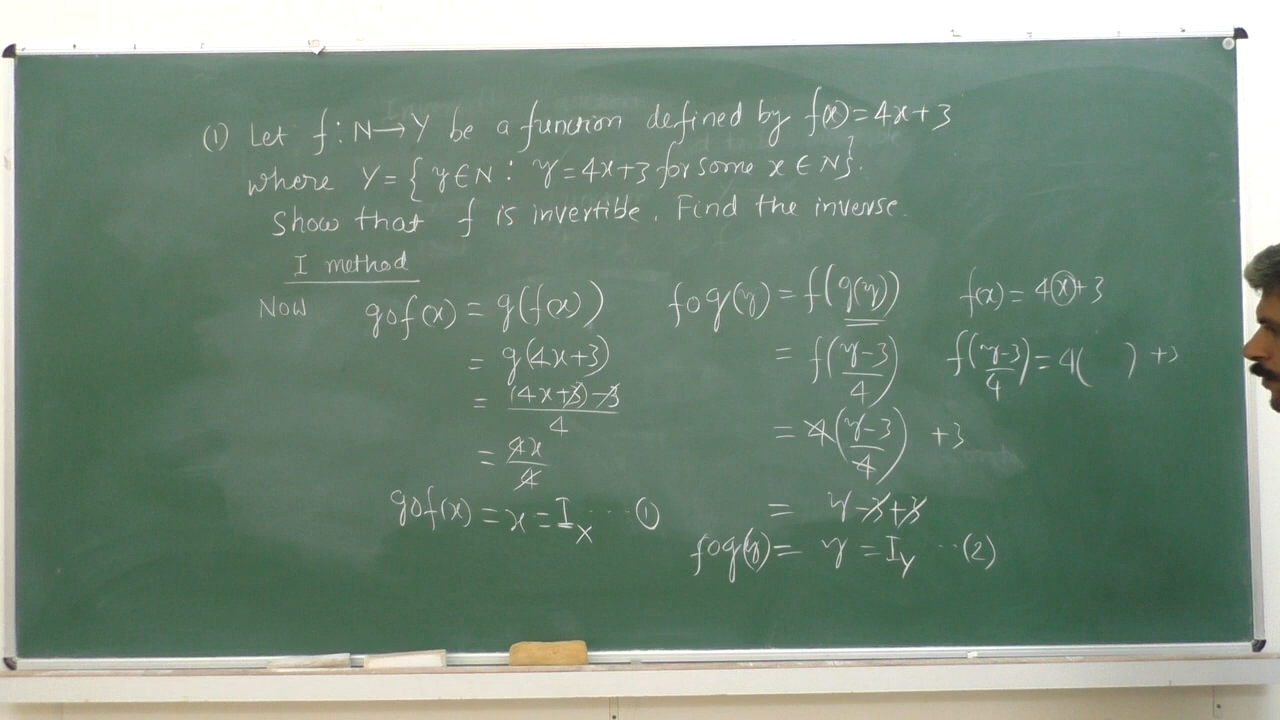 (1) Let f : N→Y be a function defined by f(x) = 4x+3
where Y = { y∈N : y = 4x+3 for some x ∈ N}.
Show that f is invertible. Find the inverse.
I method
Now gof(x) = g(f(x))
= g(4x+3)
= (4x+3)-3 / 4
= 4x / 4
gof(x) = x = I_X ... (1)
fog(y) = f(g(y))
= f(y-3 / 4)
= 4(y-3 / 4) +3
= y-3+3
fog(y) = y = I_Y ... (2)
f(x) = 4(x)+3
f(y-3 / 4) = 4( ) +3